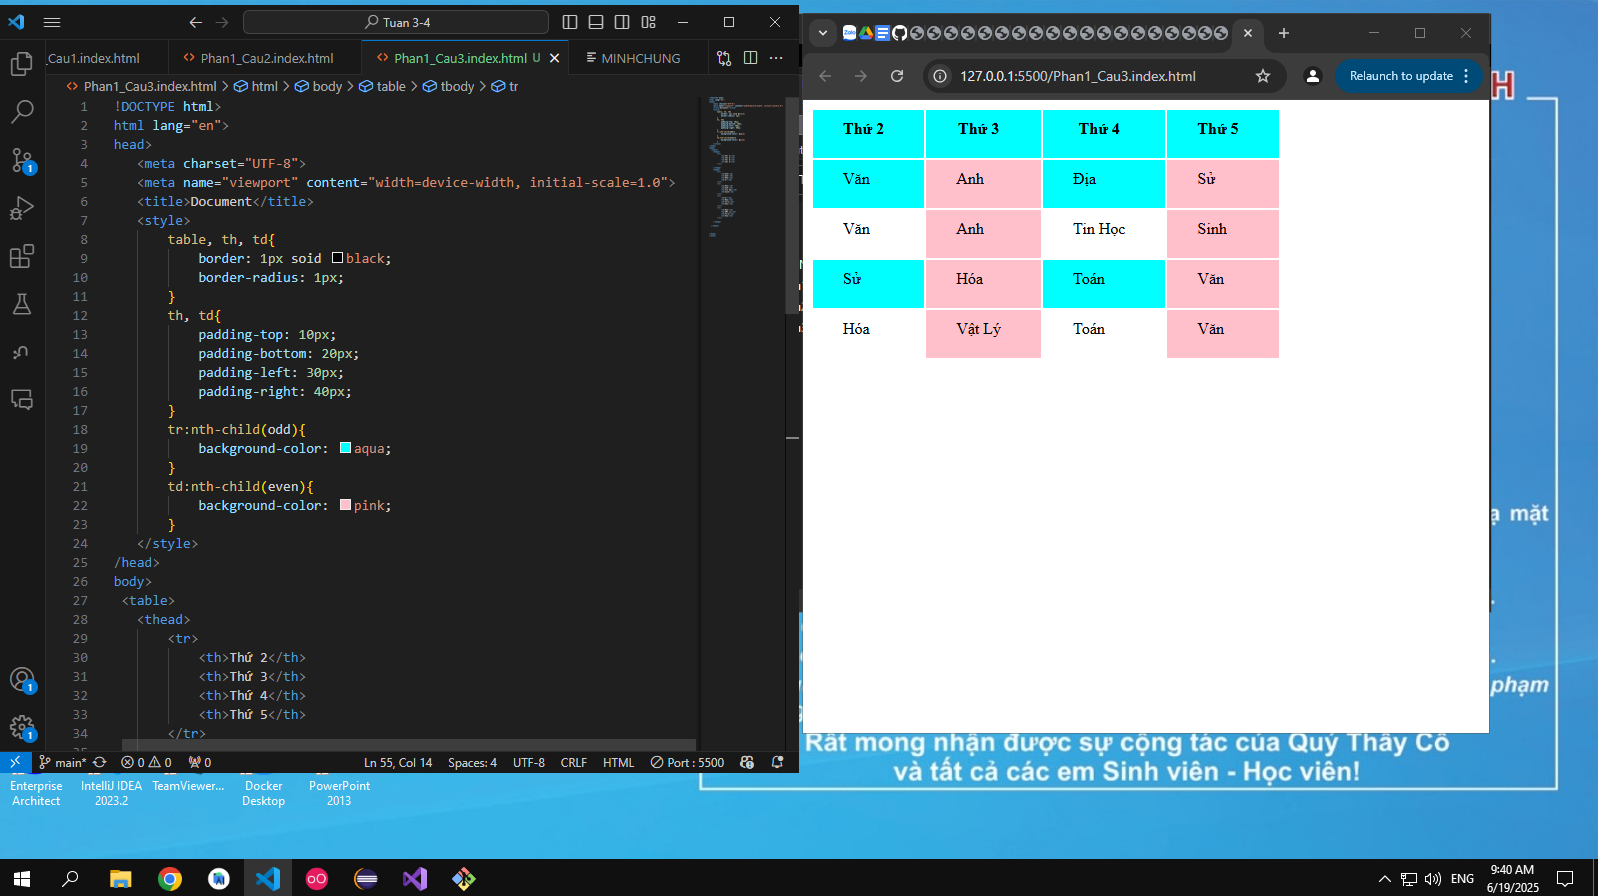 Tuan 3-4
_Cau1.index.html
Phan1_Cau2.index.html
Phan1_Cau3.index.html U
MINHCHUNG
Phan1_Cau3.index.html > html > body > table > tbody > tr
1 !DOCTYPE html>
2 html lang="en">
3 head>
4 <meta charset="UTF-8">
5 <meta name="viewport" content="width=device-width, initial-scale=1.0">
6 <title>Document</title>
7 <style>
8 table, th, td{
9 border: 1px soid black;
10 border-radius: 1px;
11 }
12 th, td{
13 padding-top: 10px;
14 padding-bottom: 20px;
15 padding-left: 30px;
16 padding-right: 40px;
17 }
18 tr:nth-child(odd){
19 background-color: aqua;
20 }
21 td:nth-child(even){
22 background-color: pink;
23 }
24 </style>
25 /head>
26 body>
27 <table>
28 <thead>
29 <tr>
30 <th>Thứ 2</th>
31 <th>Thứ 3</th>
32 <th>Thứ 4</th>
33 <th>Thứ 5</th>
34 </tr>
main* 0 0 0 Ln 55, Col 14 Spaces: 4 UTF-8 CRLF HTML Port : 5500
127.0.0.1:5500/Phan1_Cau3.index.html
Relaunch to update
Thứ 2 Thứ 3 Thứ 4 Thứ 5
Văn Anh Địa Sử
Văn Anh Tin Học Sinh
Sử Hóa Toán Văn
Hóa Vật Lý Toán Văn
H
mặt
phạm
Rất mong nhận được sự cộng tác của Quý Thầy Cô
và tất cả các em Sinh viên - Học viên!
Enterprise Architect
IntelliJ IDEA 2023.2
TeamViewer...
Docker Desktop
PowerPoint 2013
ENG
9:40 AM
6/19/2025